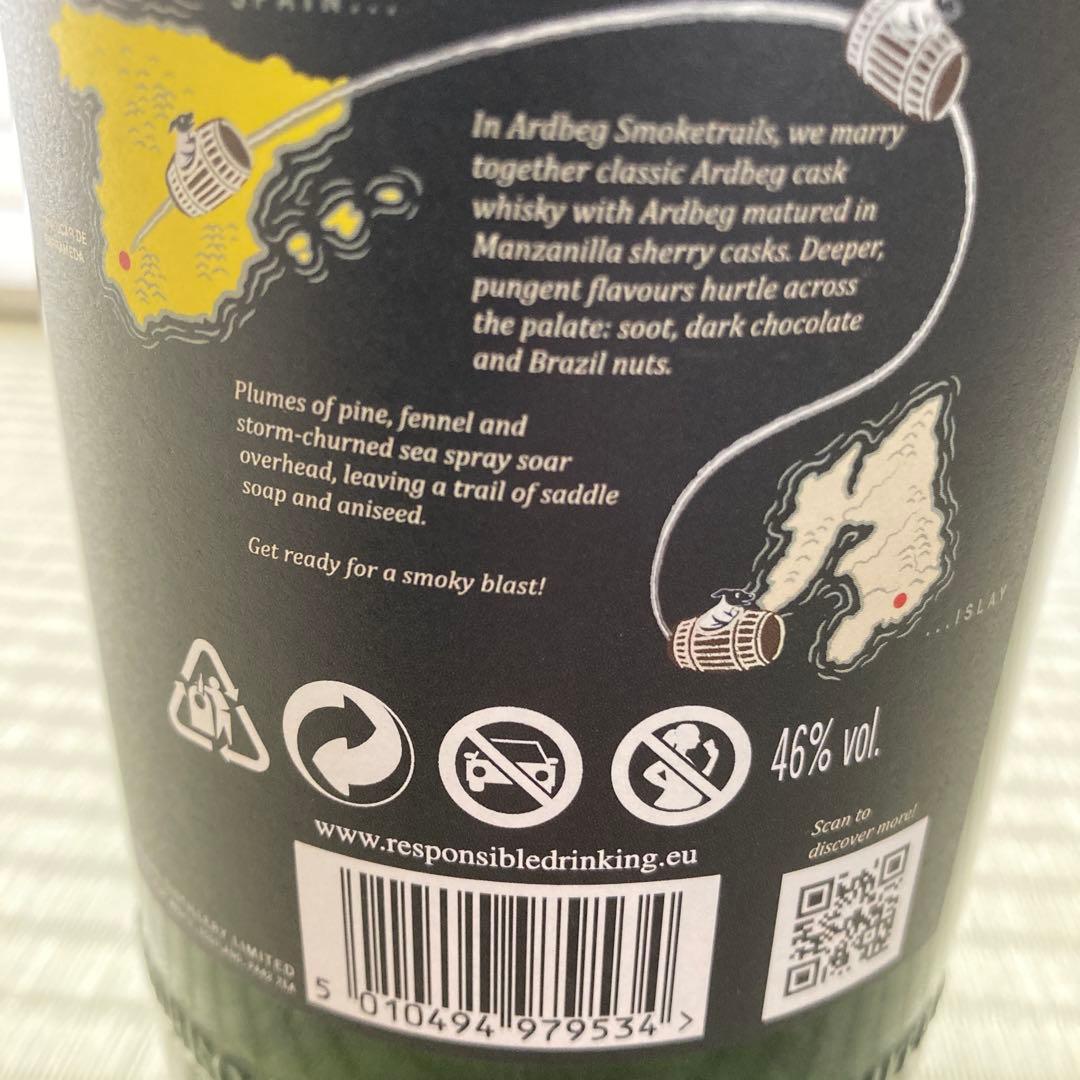 SPAIN...
In Ardbeg Smoketrails, we marry
together classic Ardbeg cask
whisky with Ardbeg matured in
Manzanilla sherry casks. Deeper,
pungent flavours hurtle across
the palate: soot, dark chocolate
and Brazil nuts.
Plumes of pine, fennel and
storm-churned sea spray soar
overhead, leaving a trail of saddle
soap and aniseed.
Get ready for a smoky blast!
...ISLAY
46% vol.
www.responsibledrinking.eu
Scan to
discover more!
LIMITED
5 010494 979534 >